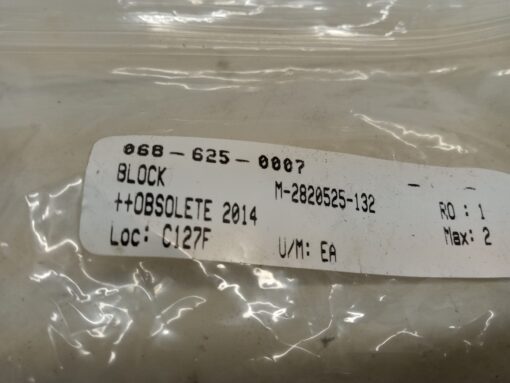 068-625-0007
BLOCK M-2820525-132 - -
++OBSOLETE 2014 RO : 1
Loc: C127F U/M: EA Max: 2